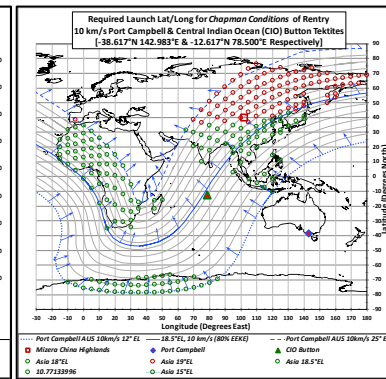 Required Launch Lat/Long for Chapman Conditions of Rentry
10 km/s Port Campbell & Central Indian Ocean (CIO) Button Tektites
[-38.617°N 142.983°E & -12.617°N 78.500°E Respectively]
90
80
70
60
50
40
30
20
10
0
-10
-20
-30
-40
-50
-60
-70
-80
-90
Latitude (Degrees North)
-30 -20 -10 0 10 20 30 40 50 60 70 80 90 100 110 120 130 140 150 160 170 180
Longitude (Degrees East)
Port Campbell AUS 10km/s 12° EL
18.5°EL, 10 km/s (80% EEKE)
Port Campbell AUS 10km/s 25° E
Mizera China Highlands
Port Campbell
CIO Button
Asia 18°EL
Asia 19°EL
Asia 18.5°EL
10.77133996
Asia 15°EL